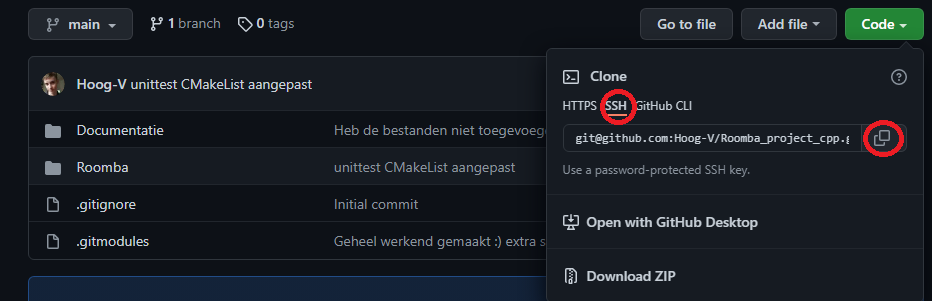 main 1 branch 0 tags Go to file Add file Code
Hoog-V unittest CMakeList aangepast
Documentatie Heb de bestanden niet toegevoege
Roomba unittest CMakeList aangepast
.gitignore Initial commit
.gitmodules Geheel werkend gemaakt :) extra s
Clone
HTTPS SSH GitHub CLI
git@github.com:Hoog-V/Roomba_project_cpp.g
Use a password-protected SSH key.
Open with GitHub Desktop
Download ZIP